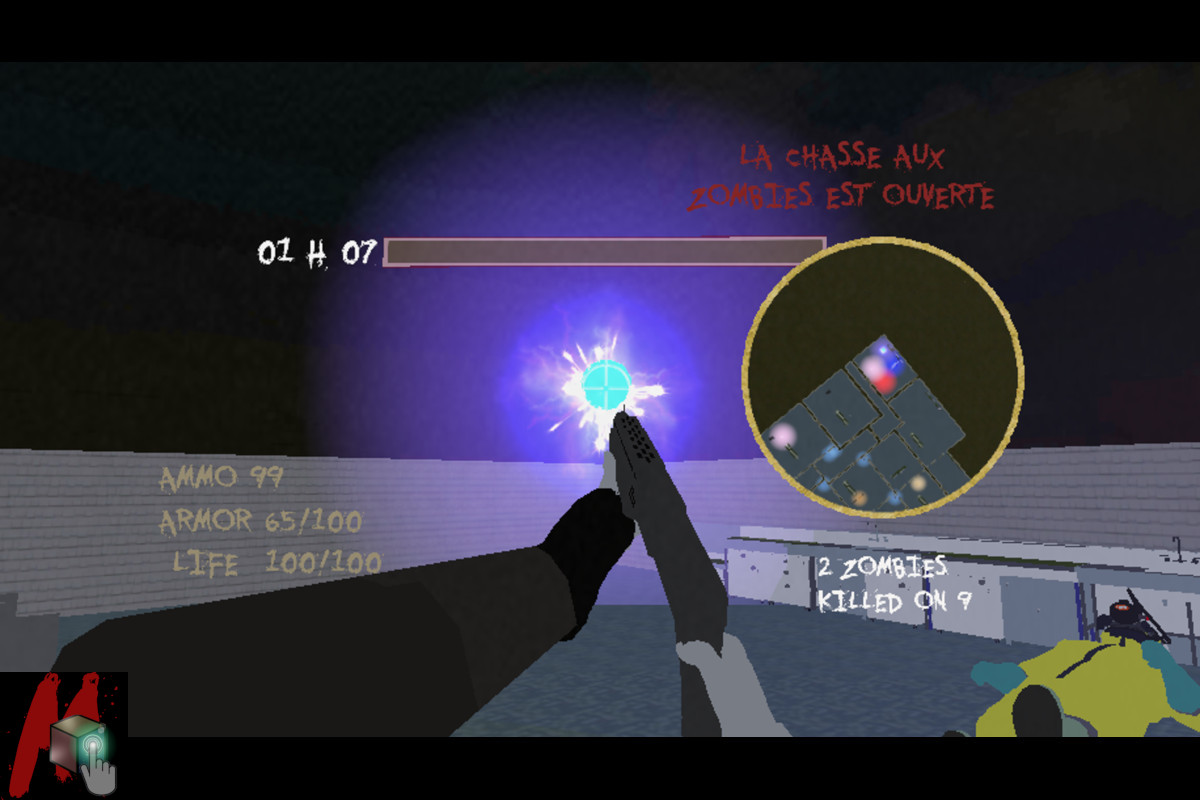 LA CHASSE AUX
ZOMBIES EST OUVERTE
01 H 07
AMMO 99
ARMOR 65/100
LIFE 100/100
2 ZOMBIES
KILLED ON 9